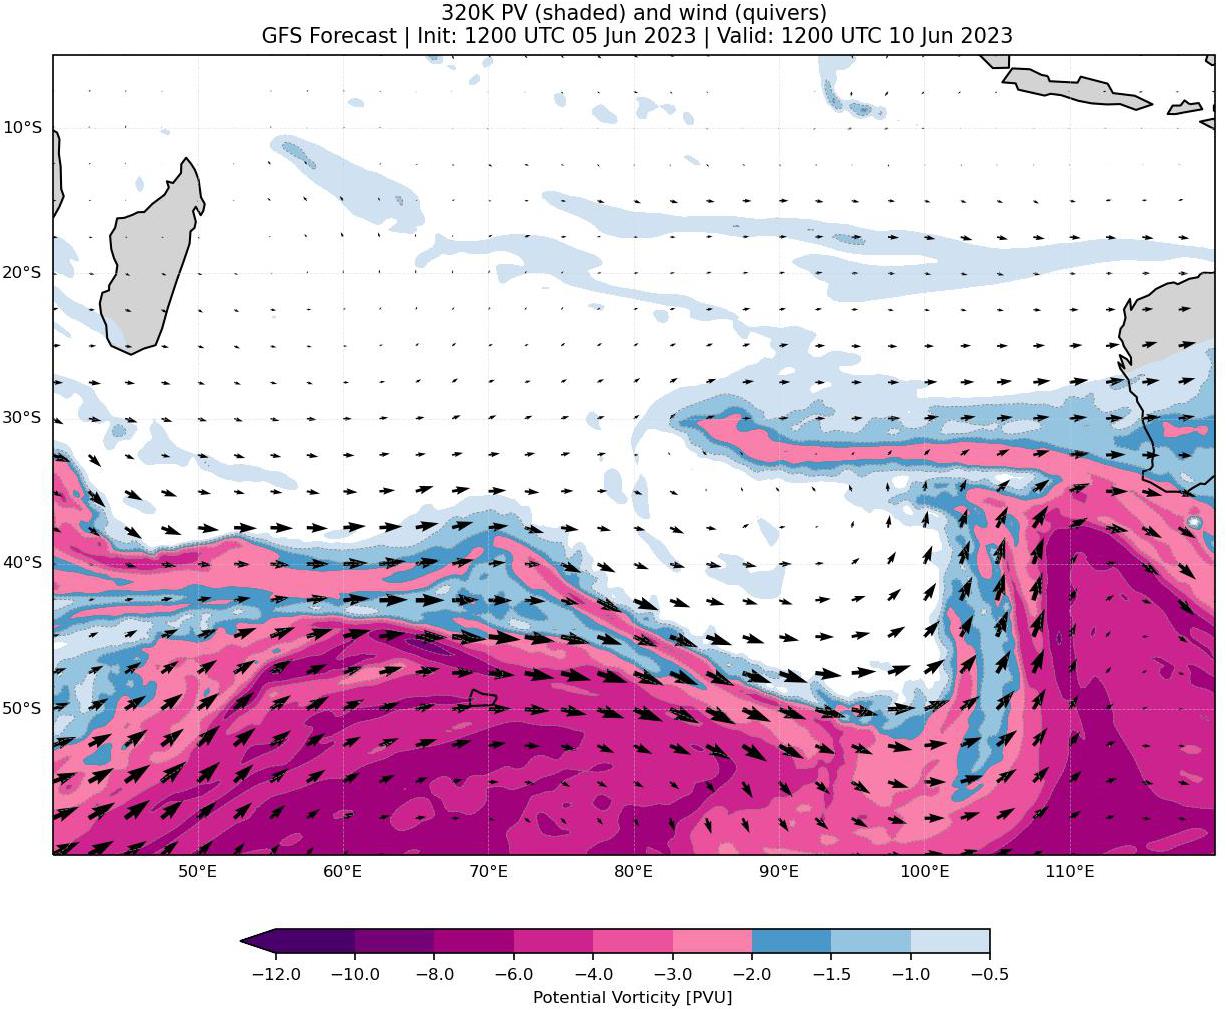 320K PV (shaded) and wind (quivers)
GFS Forecast | Init: 1200 UTC 05 Jun 2023 | Valid: 1200 UTC 10 Jun 2023
10°S
20°S
30°S
40°S
50°S
50°E 60°E 70°E 80°E 90°E 100°E 110°E
−12.0 −10.0 −8.0 −6.0 −4.0 −3.0 −2.0 −1.5 −1.0 −0.5
Potential Vorticity [PVU]